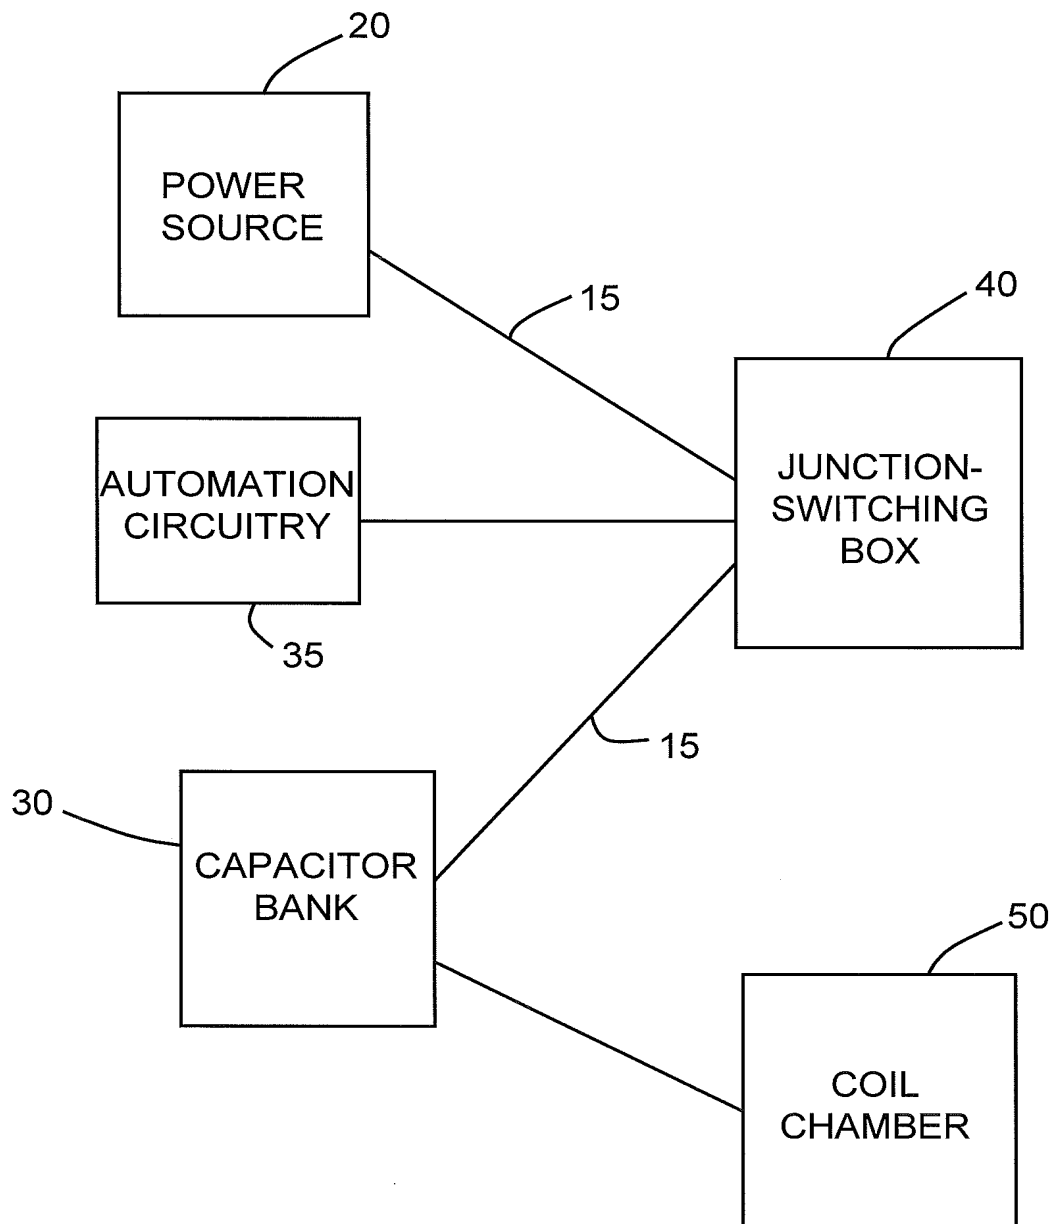 20
POWER
SOURCE
15
40
AUTOMATION
CIRCUITRY
JUNCTION-
SWITCHING
BOX
35
15
30
CAPACITOR
BANK
50
COIL
CHAMBER